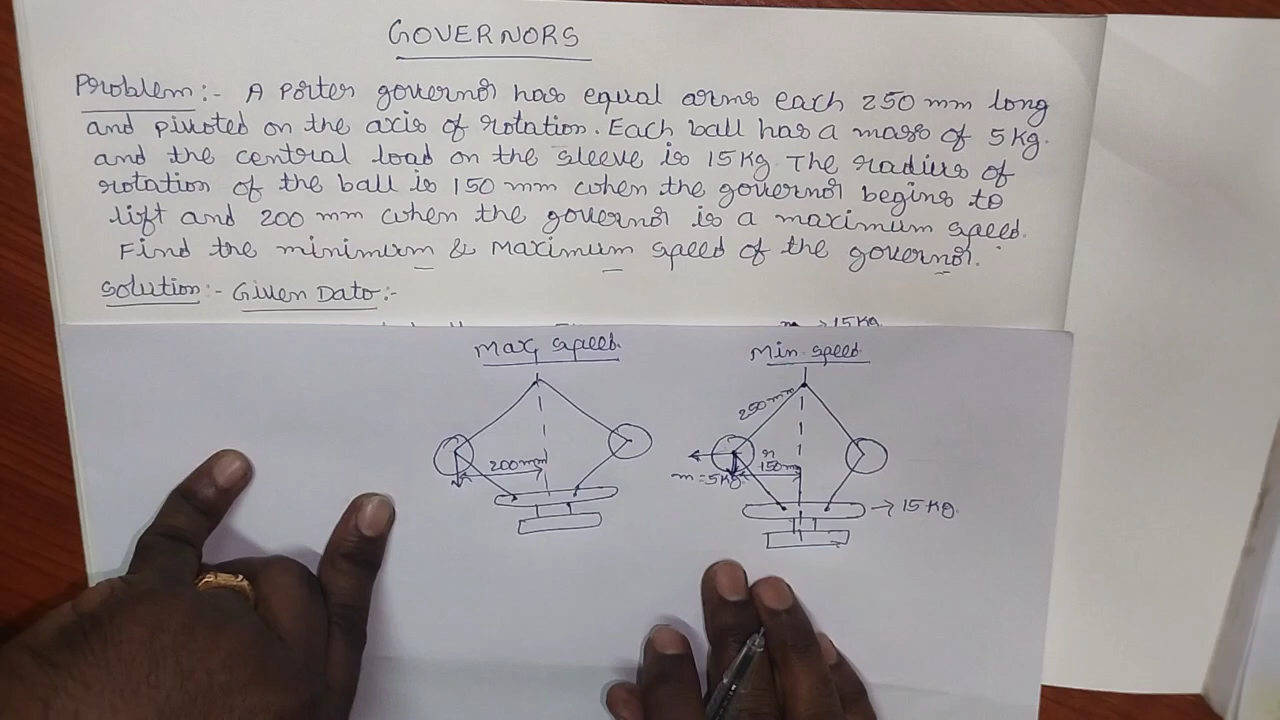 GOVERNORS
Problem:- A Porter governor has equal arms each 250 mm long
and pivoted on the axis of rotation. Each ball has a mass of 5 Kg.
and the central load on the sleeve is 15 Kg. The radius of
rotation of the ball is 150 mm when the governor begins to
lift and 200 mm when the governor is a maximum speed.
Find the minimum & Maximum speed of the governor.
Solution:- Given Data:-
15 Kg
Max. Speed.
Min. Speed
250 mm
200mm
r
150m
m = 5 Kg.
15 Kg.